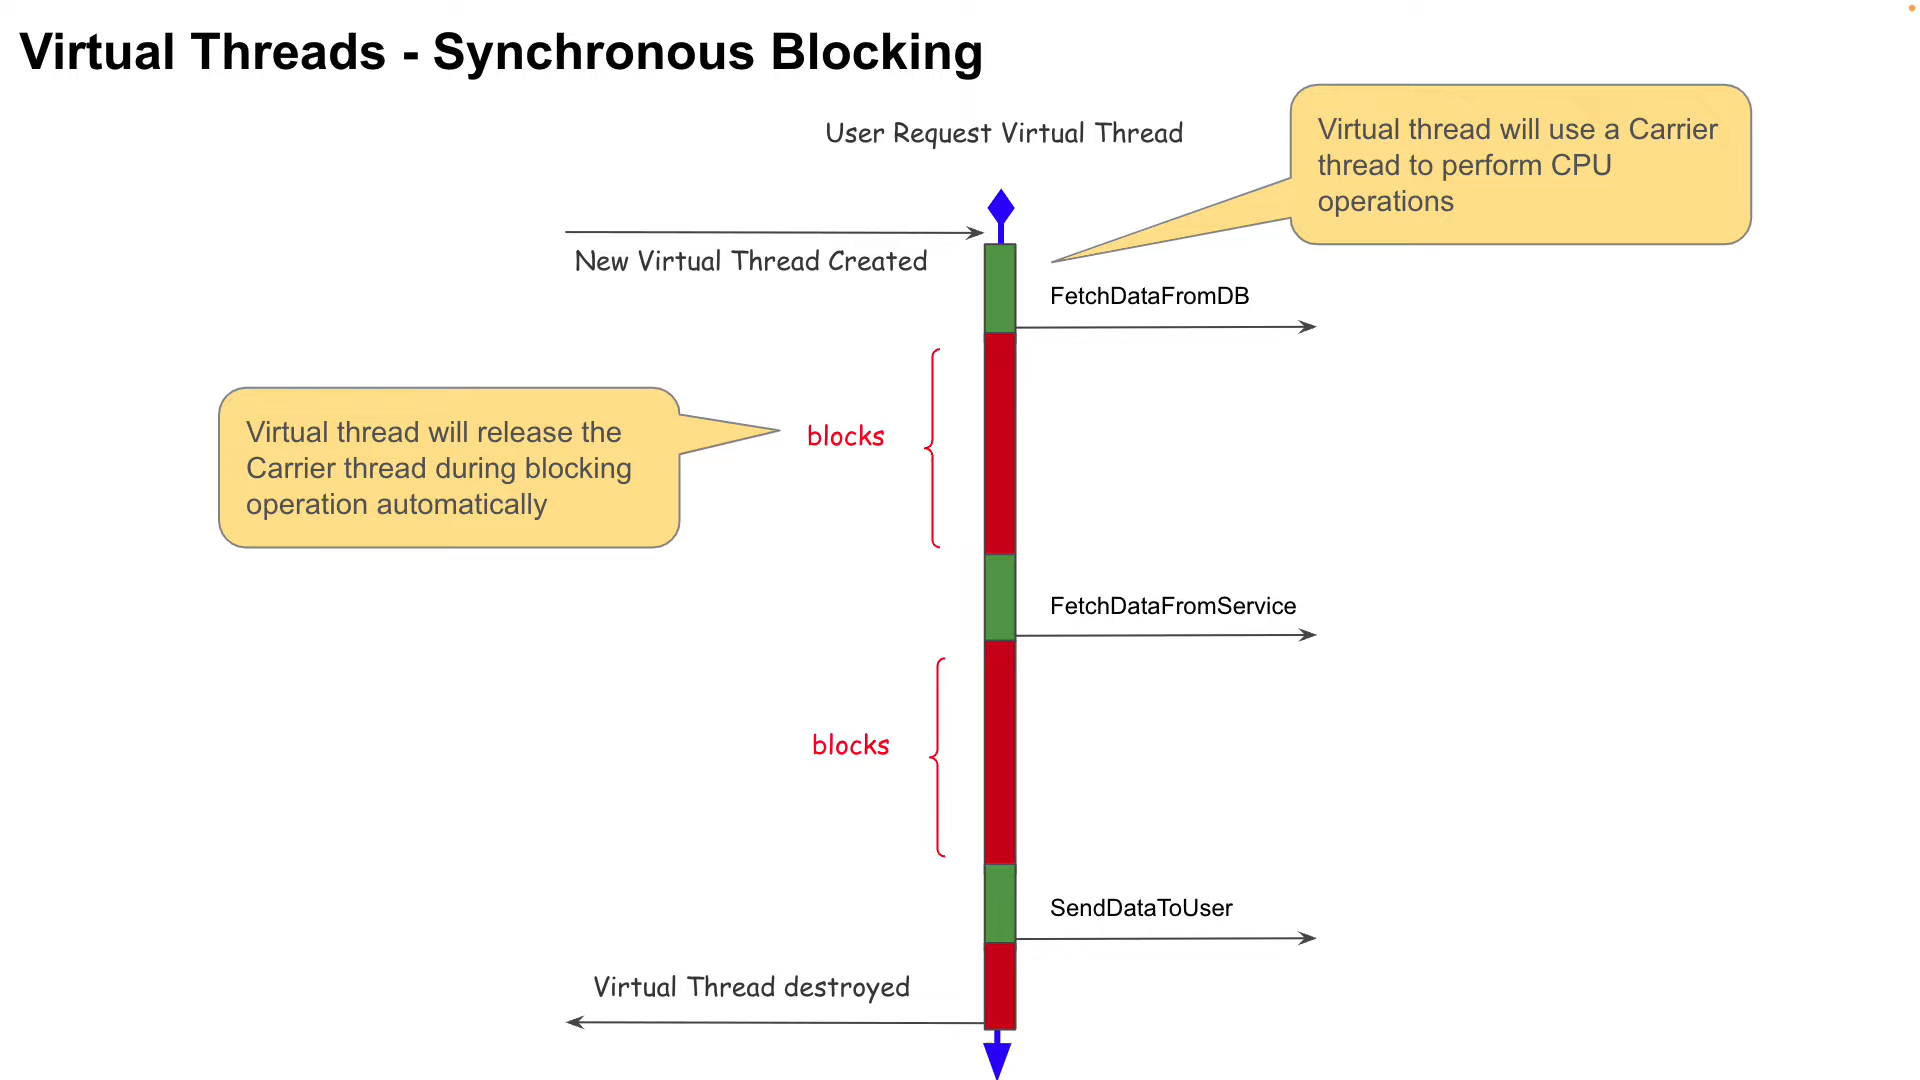 Virtual Threads - Synchronous Blocking
User Request Virtual Thread
Virtual thread will use a Carrier
thread to perform CPU
operations
New Virtual Thread Created
FetchDataFromDB
Virtual thread will release the
Carrier thread during blocking
operation automatically
blocks
FetchDataFromService
blocks
SendDataToUser
Virtual Thread destroyed